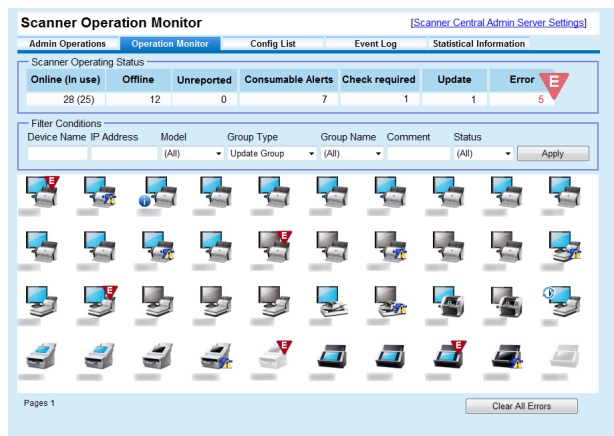 Scanner Operation Monitor
[Scanner Central Admin Server Settings]
Admin Operations Operation Monitor Config List Event Log Statistical Information
Scanner Operating Status
Online (In use) Offline Unreported Consumable Alerts Check required Update Error E
28 (25) 12 0 7 1 1 5
Filter Conditions
Device Name IP Address Model Group Type Group Name Comment Status
(All) Update Group (All) (All) Apply
E
E
E
E E
Pages 1
Clear All Errors